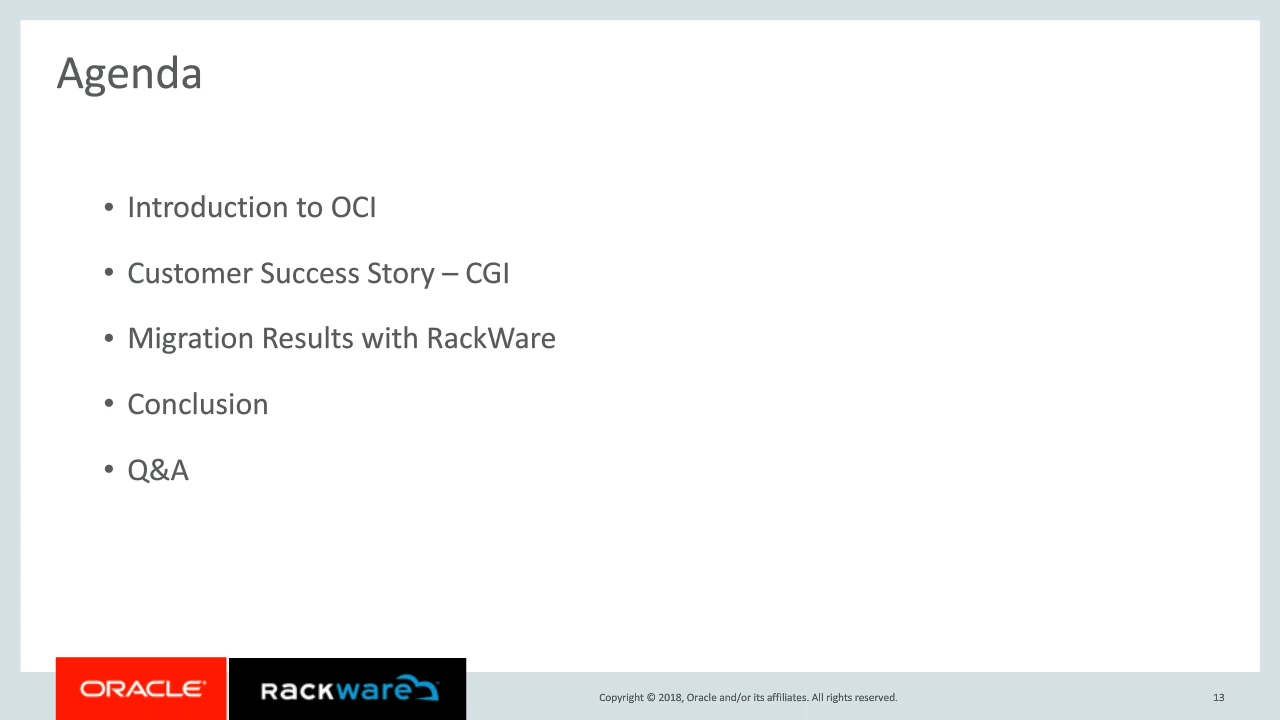 Agenda
• Introduction to OCI
• Customer Success Story – CGI
• Migration Results with RackWare
• Conclusion
• Q&A
ORACLE®
rackware
Copyright © 2018, Oracle and/or its affiliates. All rights reserved.
13